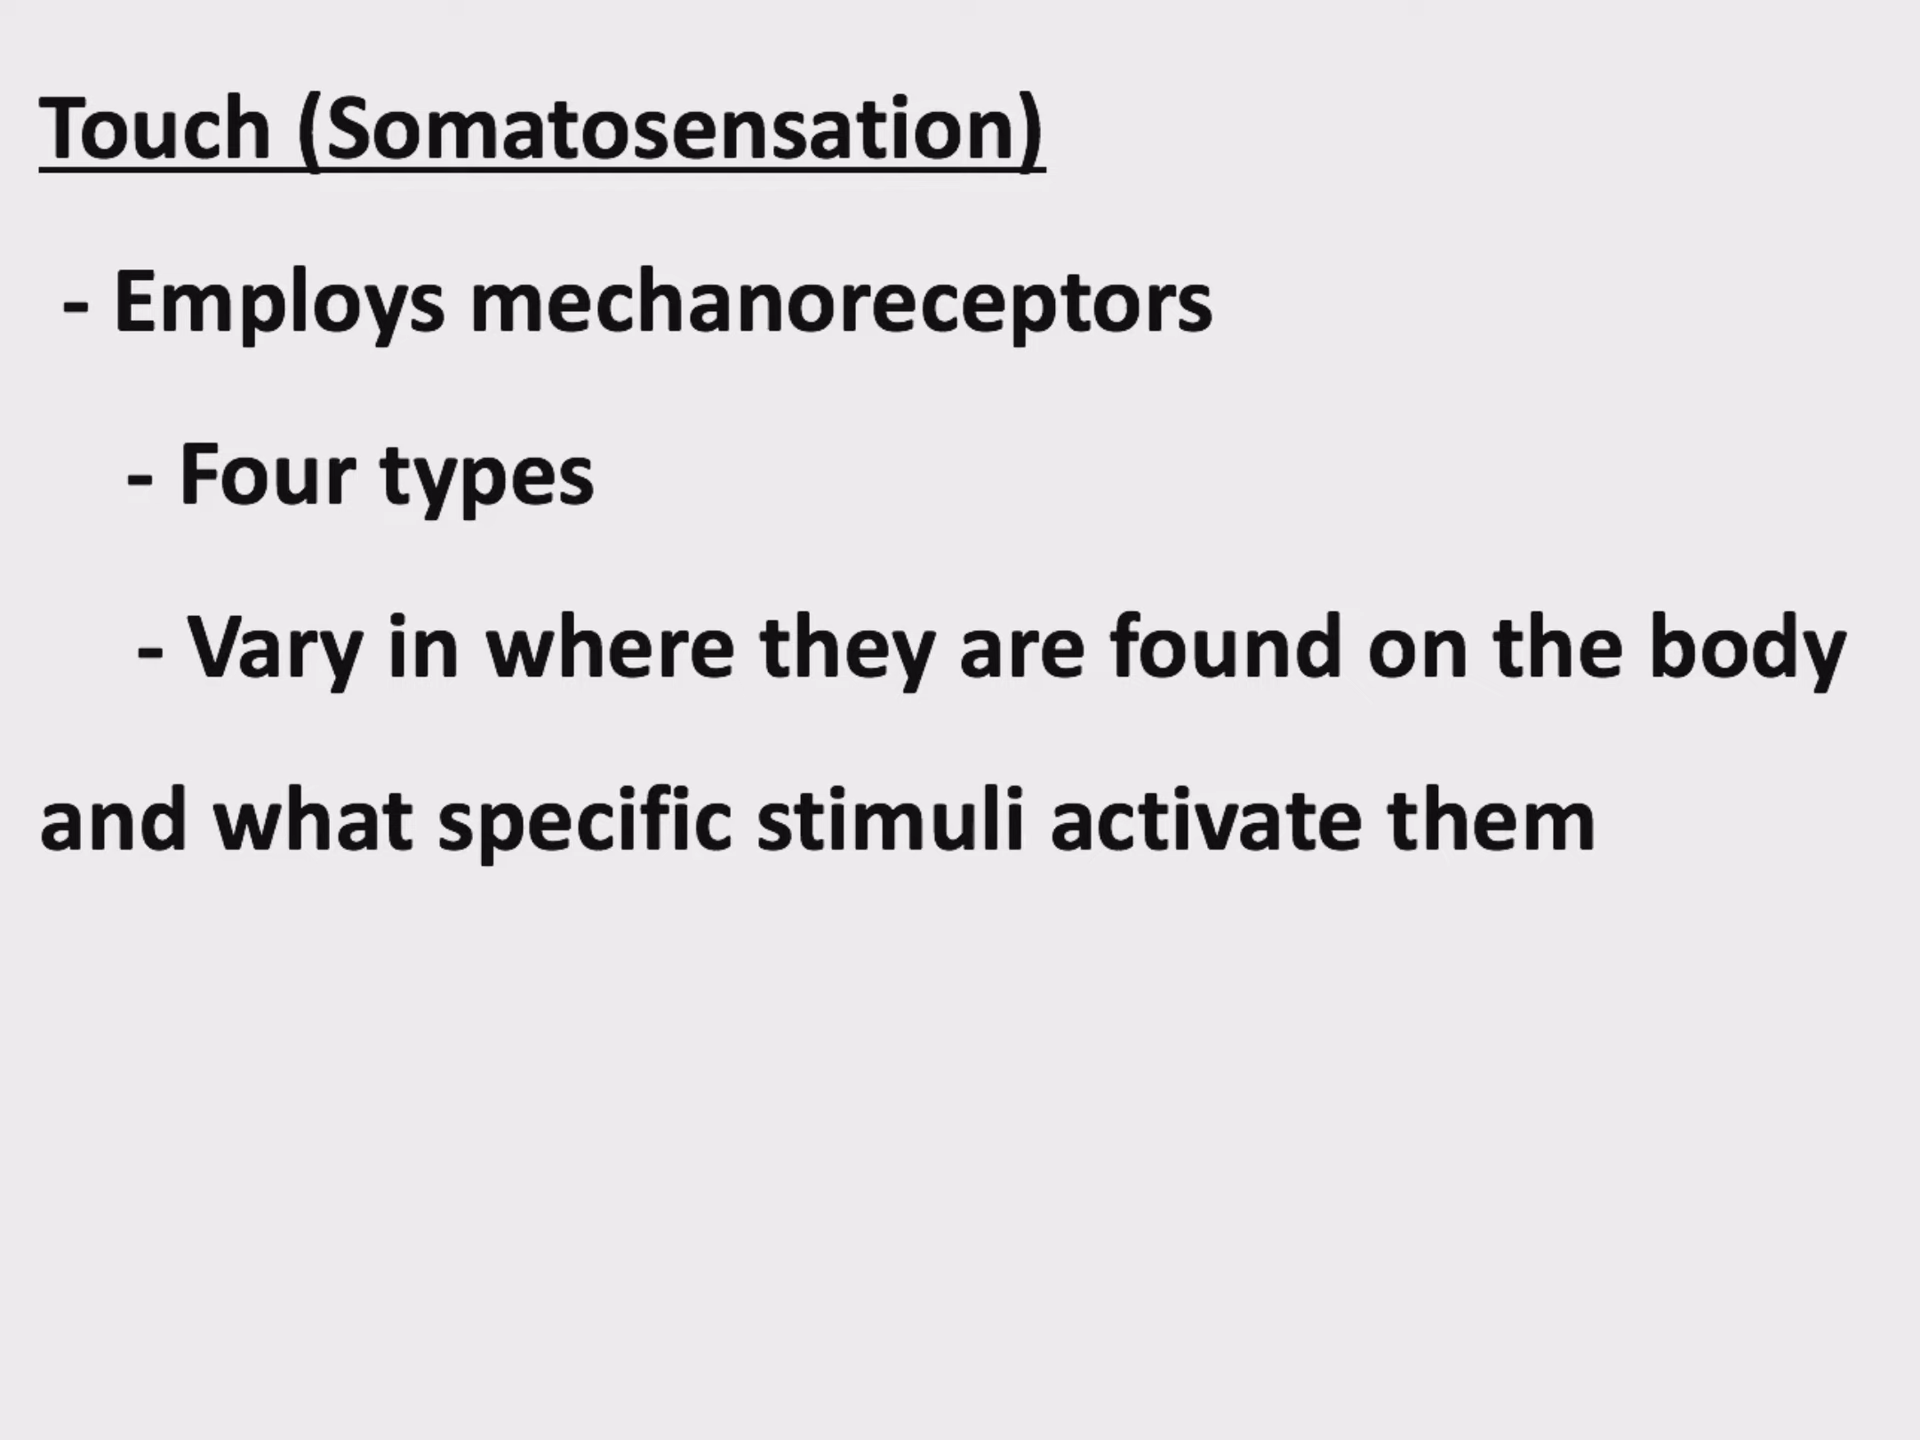 Touch (Somatosensation)
- Employs mechanoreceptors
- Four types
- Vary in where they are found on the body
and what specific stimuli activate them